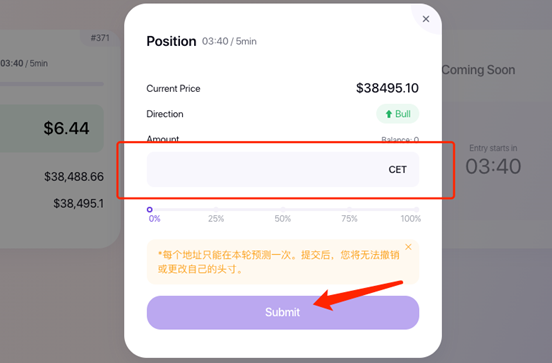 #371
Position 03:40 / 5min
03:40 / 5min
Coming Soon
Current Price $38495.10
$6.44
Direction Bull
Amount Balance: 0
Entry starts in
03:40
CET
$38,488.66
$38,495.1
0% 25% 50% 75% 100%
*每个地址只能在本轮预测一次。提交后，您将无法撤销
或更改自己的头寸。
Submit